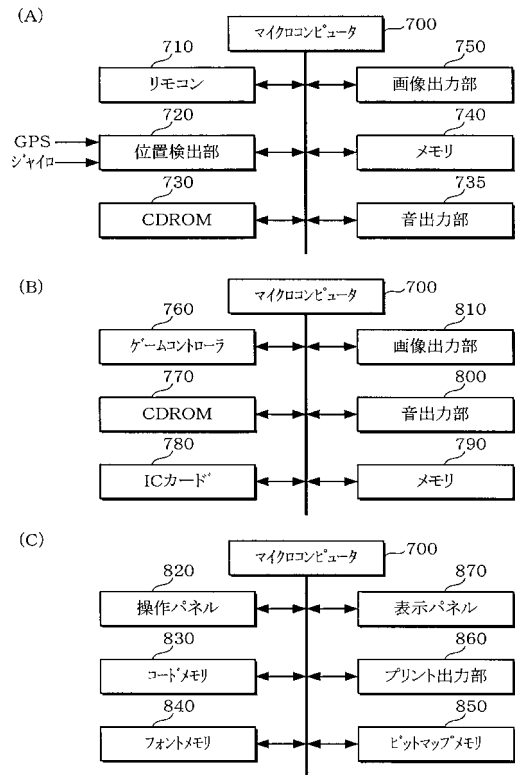 (A)
マイクロコンピュータ 700
710 750
リモコン 画像出力部
720 740
GPS
ジャイロ
位置検出部 メモリ
730 735
CDROM 音出力部
(B)
マイクロコンピュータ 700
760 810
ゲームコントローラ 画像出力部
770 800
CDROM 音出力部
780 790
ICカード メモリ
(C)
マイクロコンピュータ 700
820 870
操作パネル 表示パネル
830 860
コードメモリ プリント出力部
840 850
フォントメモリ ビットマップメモリ